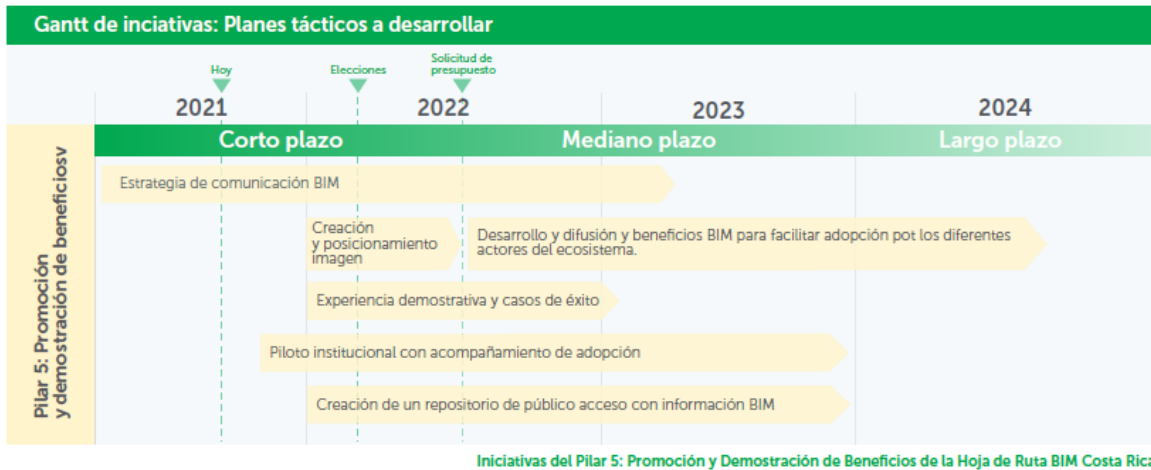 Gantt de inciativas: Planes tácticos a desarrollar
Hoy
Elecciones
Solicitud de
presupuesto
2021
2022
2023
2024
Corto plazo
Mediano plazo
Largo plazo
Pilar 5: Promoción
y demostración de beneficiosv
Estrategia de comunicación BIM
Creación
y posicionamiento
imagen
Desarrollo y difusión y beneficios BIM para facilitar adopción pot los diferentes
actores del ecosistema.
Experiencia demostrativa y casos de éxito
Piloto institucional con acompañamiento de adopción
Creación de un repositorio de público acceso con información BIM
Iniciativas del Pilar 5: Promoción y Demostración de Beneficios de la Hoja de Ruta BIM Costa Rica